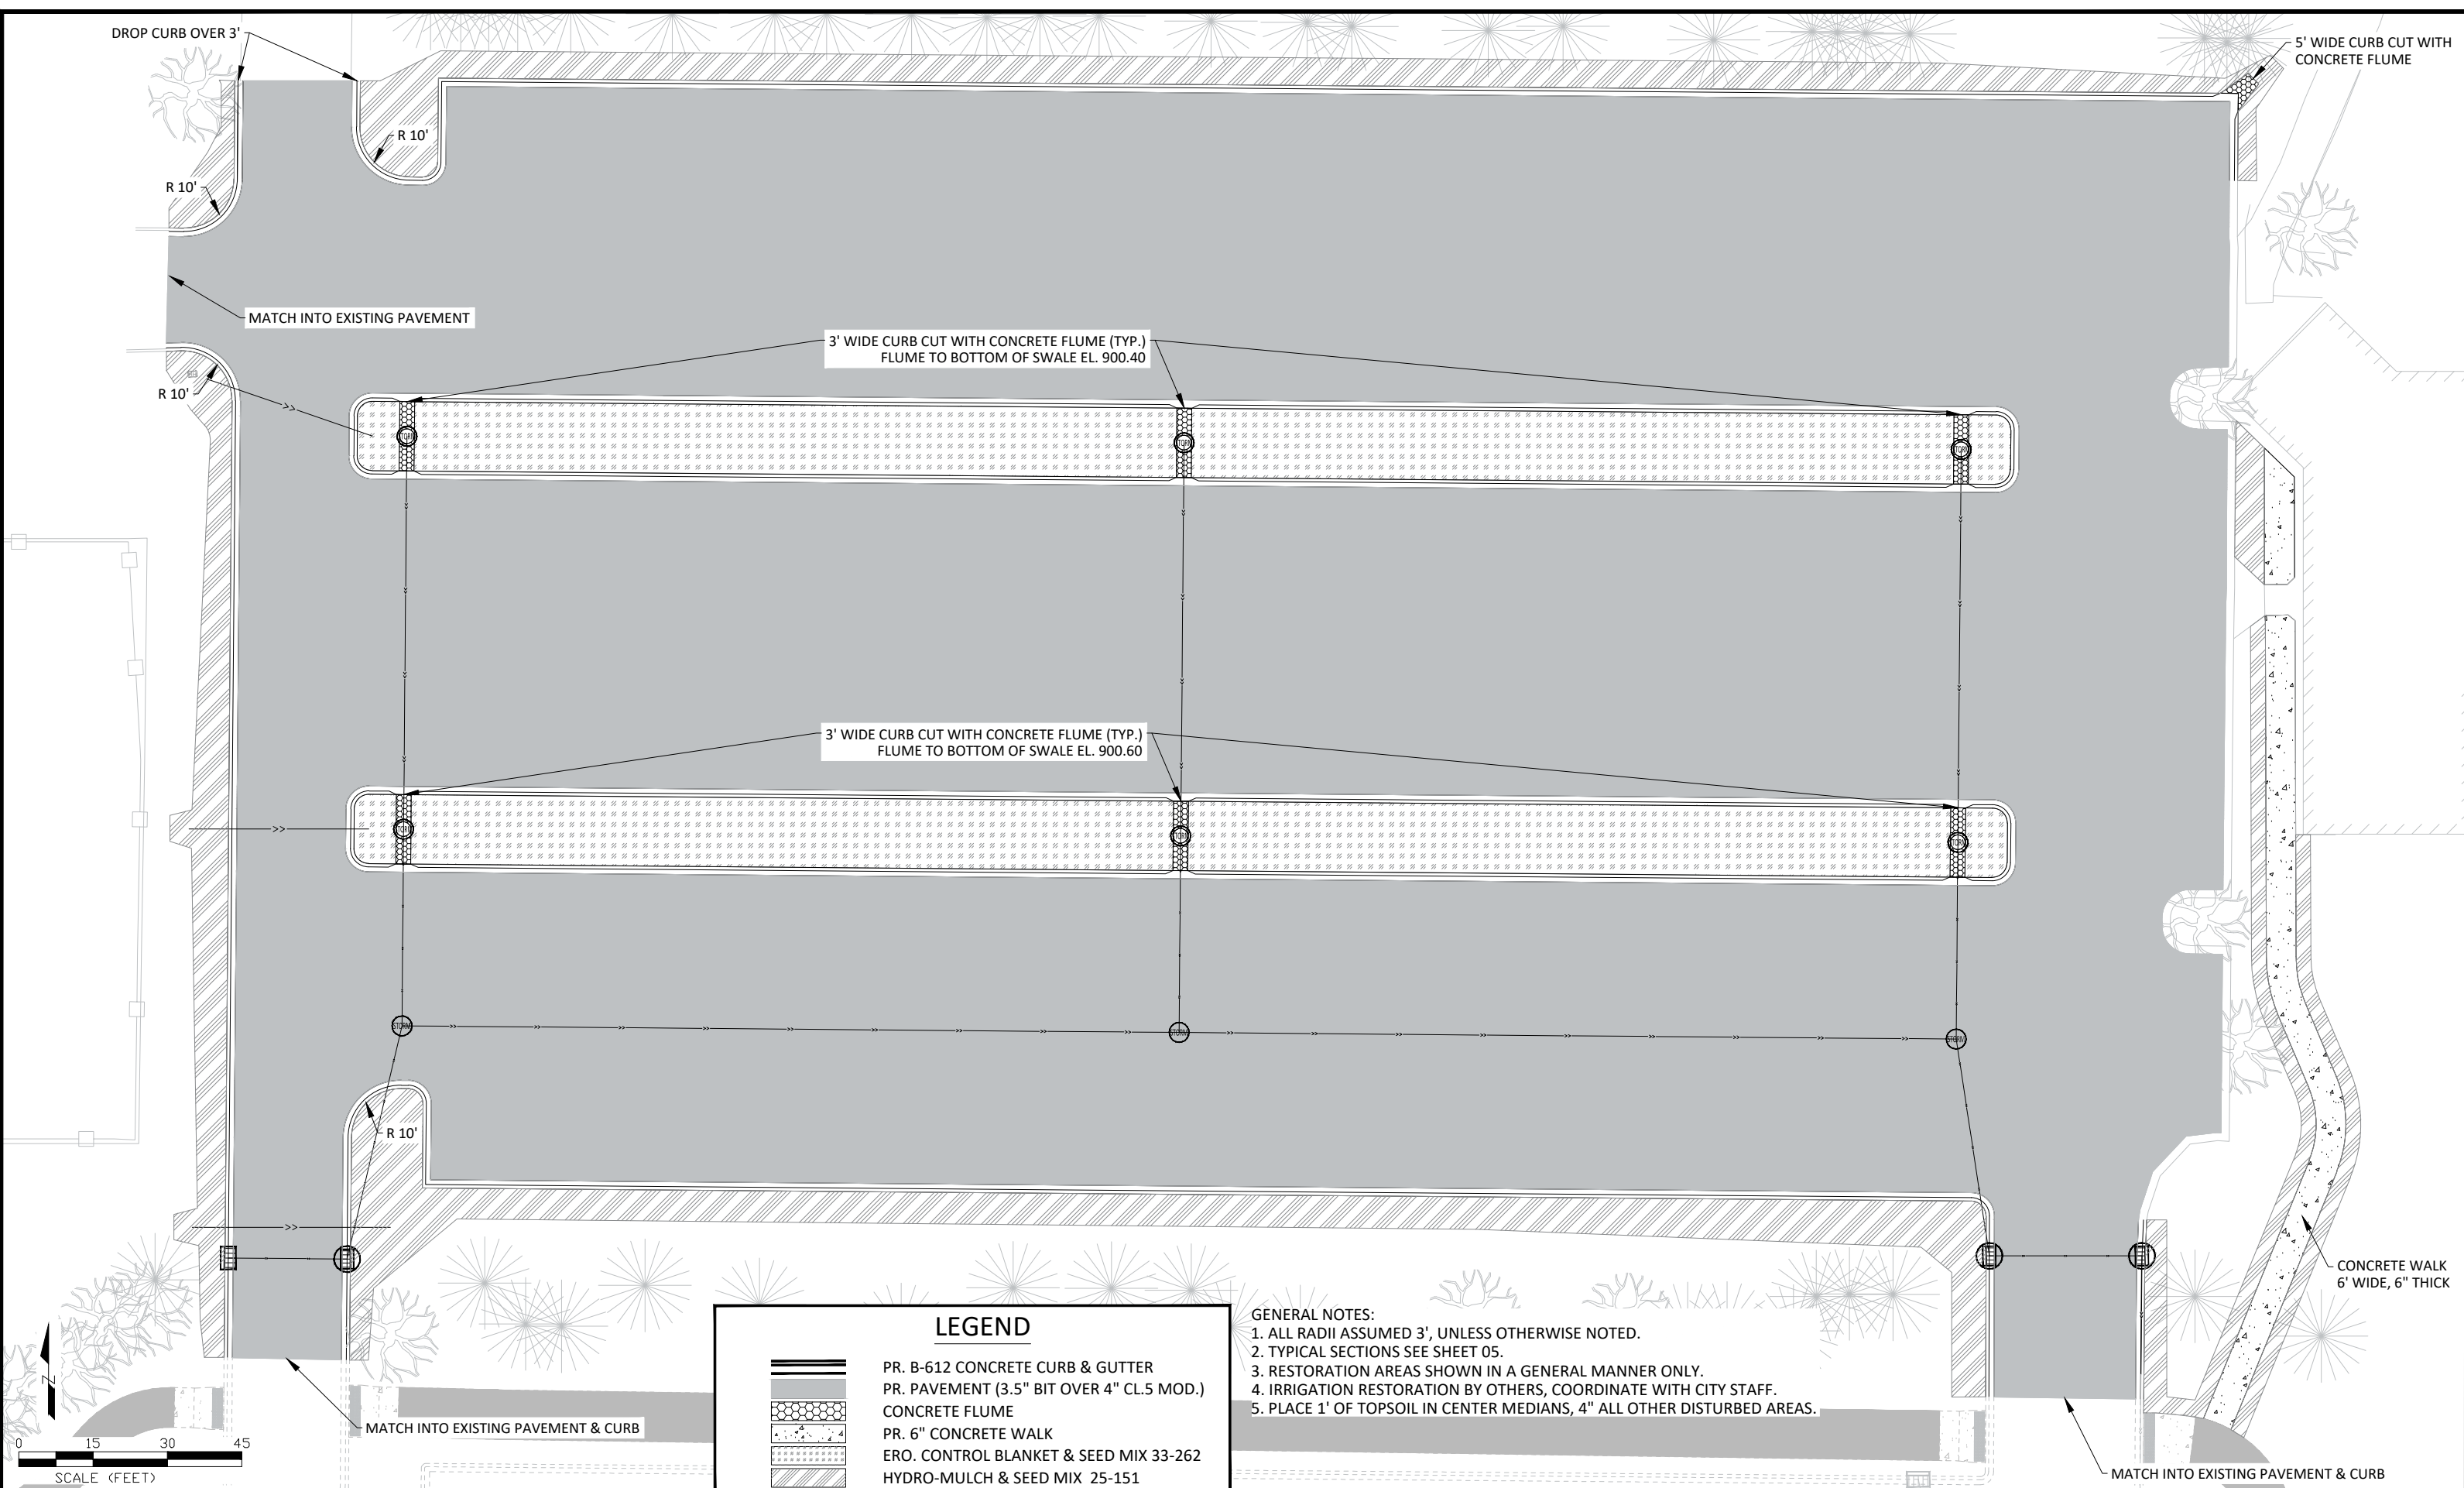 DROP CURB OVER 3'
5' WIDE CURB CUT WITH
CONCRETE FLUME
R 10'
R 10'
MATCH INTO EXISTING PAVEMENT
3' WIDE CURB CUT WITH CONCRETE FLUME (TYP.)
FLUME TO BOTTOM OF SWALE EL. 900.40
R 10'
3' WIDE CURB CUT WITH CONCRETE FLUME (TYP.)
FLUME TO BOTTOM OF SWALE EL. 900.60
STORM
STORM
STORM
R 10'
CONCRETE WALK
6' WIDE, 6" THICK
LEGEND
PR. B-612 CONCRETE CURB & GUTTER
PR. PAVEMENT (3.5" BIT OVER 4" CL.5 MOD.)
CONCRETE FLUME
PR. 6" CONCRETE WALK
ERO. CONTROL BLANKET & SEED MIX 33-262
HYDRO-MULCH & SEED MIX 25-151
GENERAL NOTES:
1. ALL RADII ASSUMED 3', UNLESS OTHERWISE NOTED.
2. TYPICAL SECTIONS SEE SHEET 05.
3. RESTORATION AREAS SHOWN IN A GENERAL MANNER ONLY.
4. IRRIGATION RESTORATION BY OTHERS, COORDINATE WITH CITY STAFF.
5. PLACE 1' OF TOPSOIL IN CENTER MEDIANS, 4" ALL OTHER DISTURBED AREAS.
N
MATCH INTO EXISTING PAVEMENT & CURB
0 15 30 45
SCALE (FEET)
MATCH INTO EXISTING PAVEMENT & CURB